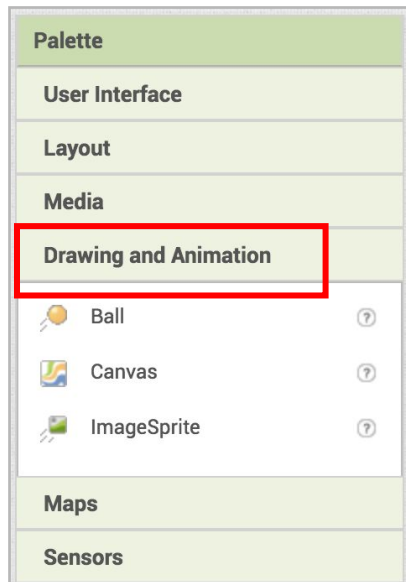 Palette
User Interface
Layout
Media
Drawing and Animation
Ball ?
Canvas ?
ImageSprite ?
Maps
Sensors